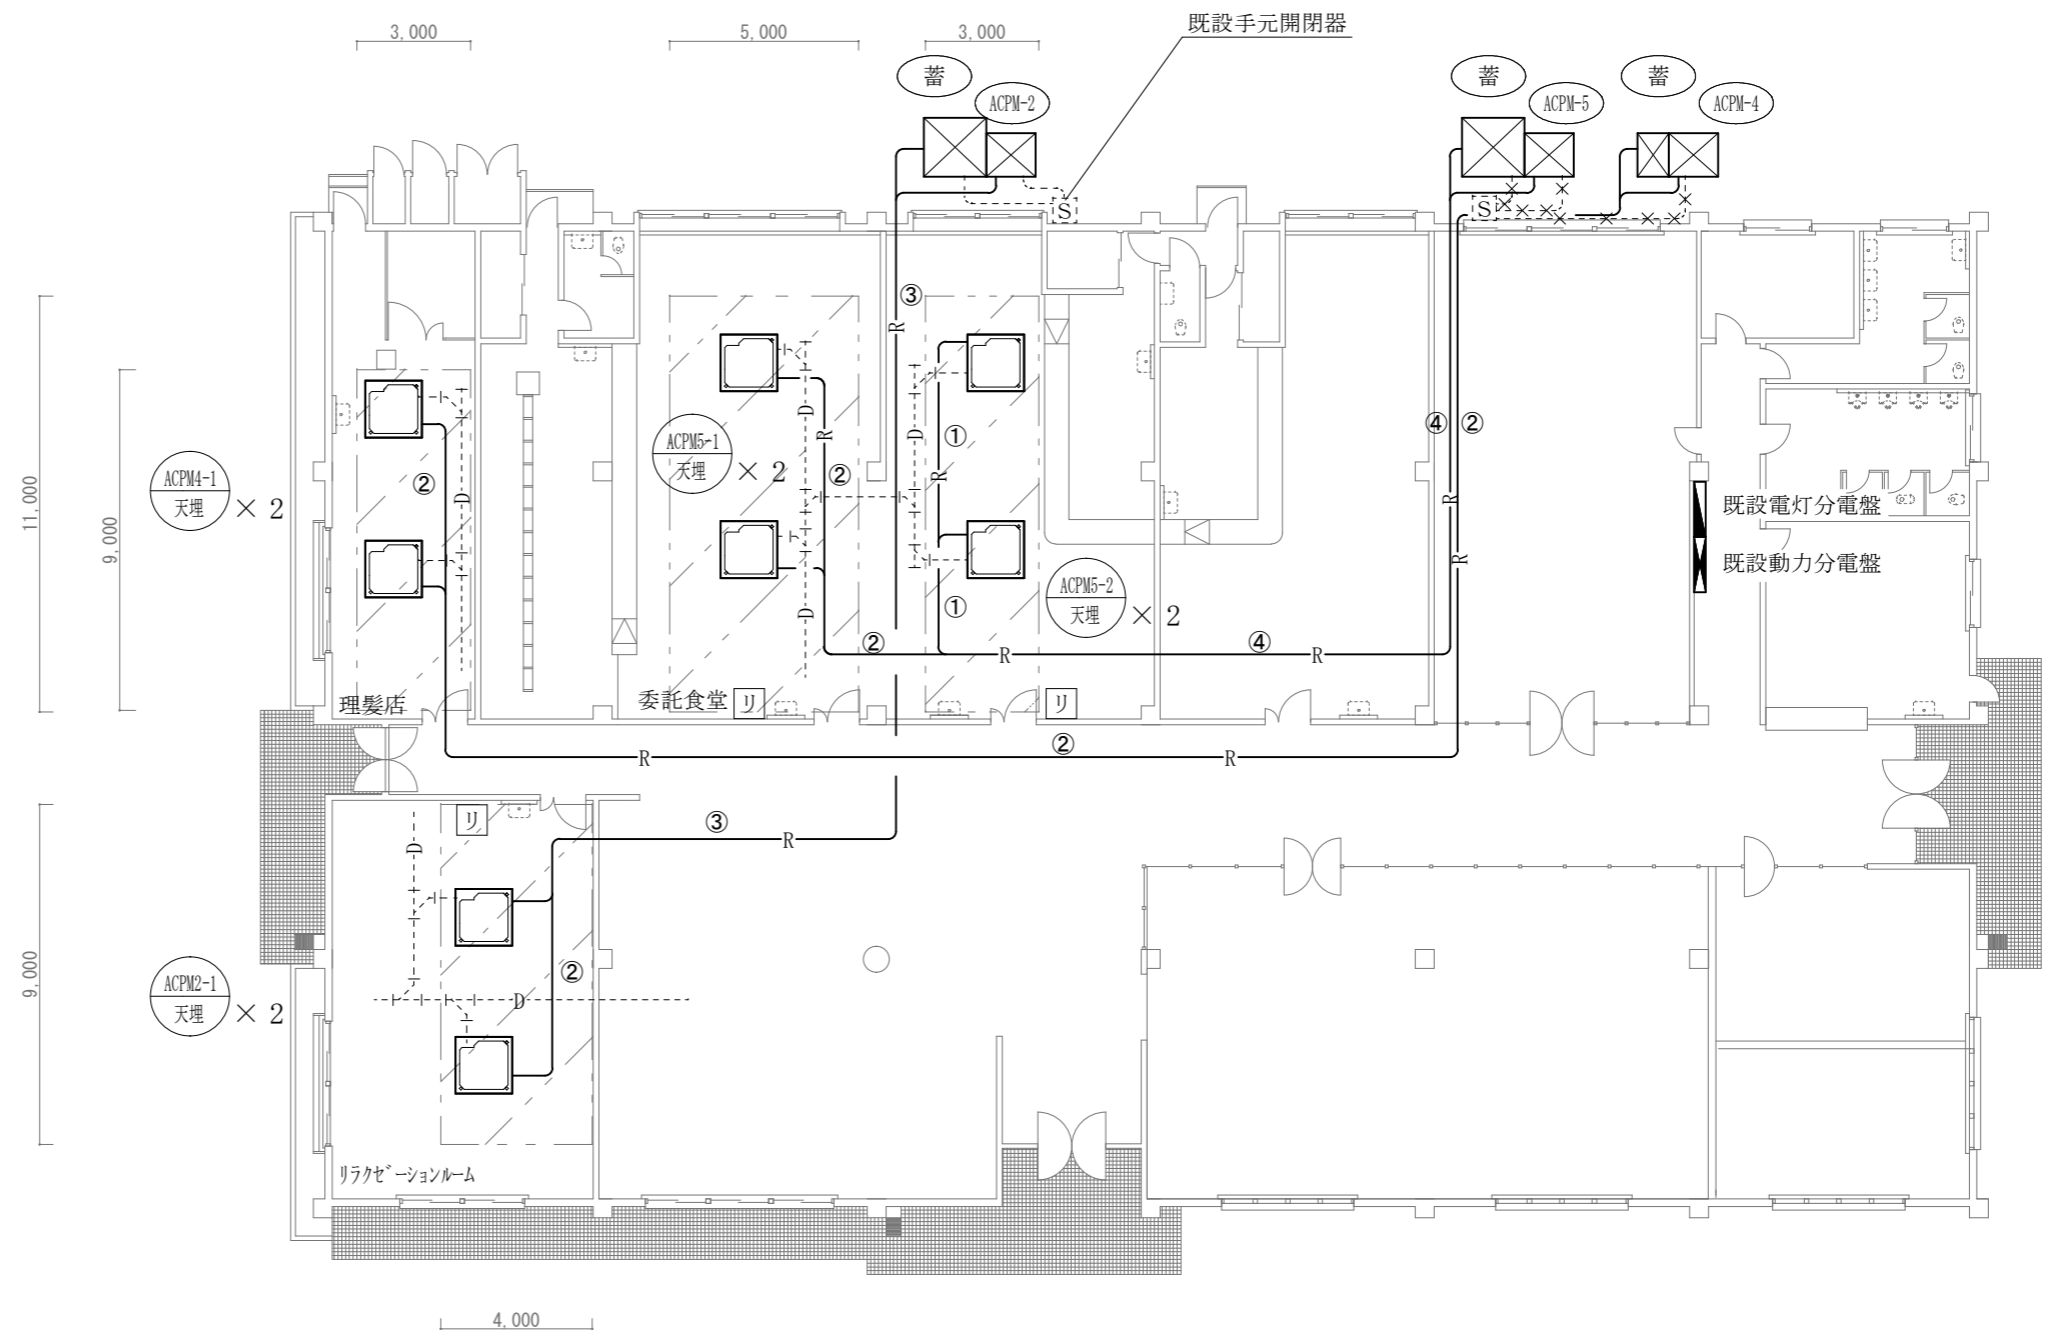 3,000
5,000
3,000
既設手元開閉器
蓄
ACPM-2
蓄
ACPM-5
蓄
ACPM-4
S
S
③
R
①
R
D
①
ACPM5-1
天埋
× 2
D
R
②
D
②
ACPM4-1
天埋
× 2
②
D
11,000
9,000
④
②
R
R
既設電灯分電盤
既設動力分電盤
ACPM5-2
天埋
× 2
④
R
R
理髪店
委託食堂
リ
リ
②
R
R
リ
③
R
D
②
D
9,000
ACPM2-1
天埋
× 2
リラクゼーションルーム
4,000